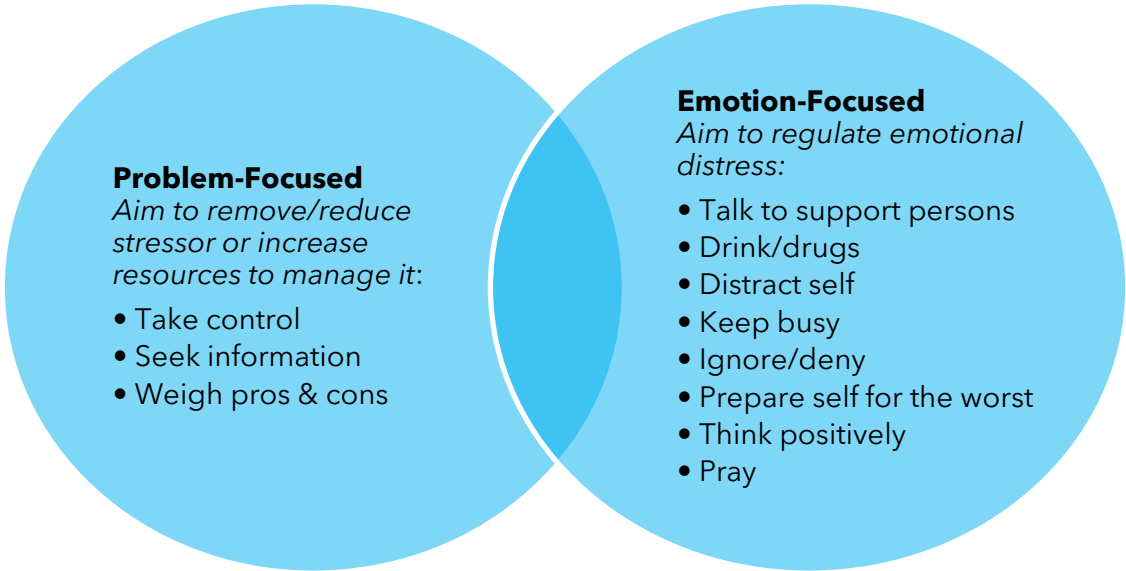 Problem-Focused
Aim to remove/reduce
stressor or increase
resources to manage it:
• Take control
• Seek information
• Weigh pros & cons
Emotion-Focused
Aim to regulate emotional
distress:
• Talk to support persons
• Drink/drugs
• Distract self
• Keep busy
• Ignore/deny
• Prepare self for the worst
• Think positively
• Pray